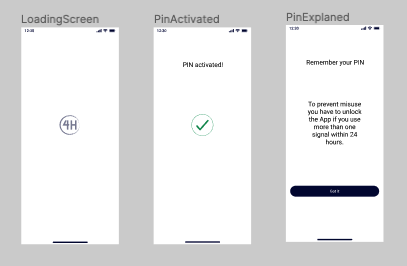 LoadingScreen
12:30
4H
PinActivated
12:30
PIN activated!
PinExplaned
12:30
Remember your PIN
To prevent misuse
you have to unlock
the App if you use
more than one
signal within 24
hours.
Got it